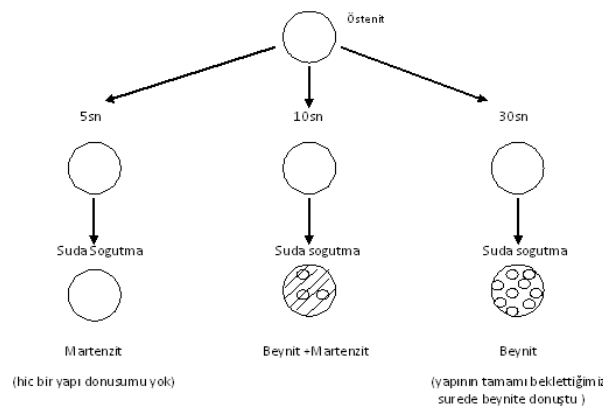 Östenit
5sn
10sn
30sn
Suda Sogutma
Suda sogutma
Suda sogutma
Martenzit
Beynit +Martenzit
Beynit
(hic bir yapı donusumu yok)
(yapının tamamı beklettiğimiz
surede beynite donuştu )